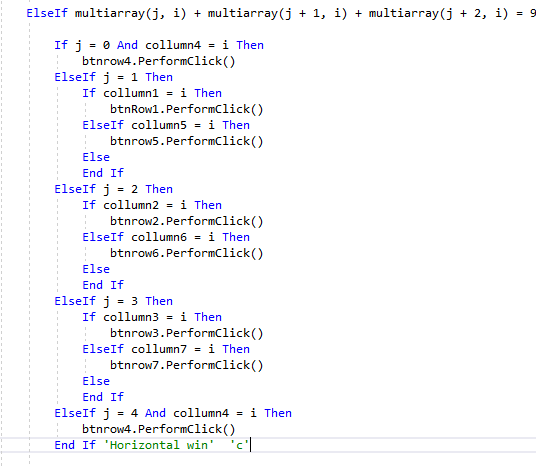 ElseIf multiarray(j, i) + multiarray(j + 1, i) + multiarray(j + 2, i) = 9
If j = 0 And collumn4 = i Then
btnrow4.PerformClick()
ElseIf j = 1 Then
If collumn1 = i Then
btnRow1.PerformClick()
ElseIf collumn5 = i Then
btnrow5.PerformClick()
Else
End If
ElseIf j = 2 Then
If collumn2 = i Then
btnrow2.PerformClick()
ElseIf collumn6 = i Then
btnrow6.PerformClick()
Else
End If
ElseIf j = 3 Then
If collumn3 = i Then
btnrow3.PerformClick()
ElseIf collumn7 = i Then
btnrow7.PerformClick()
Else
End If
ElseIf j = 4 And collumn4 = i Then
btnrow4.PerformClick()
End If 'Horizontal win'  'c'